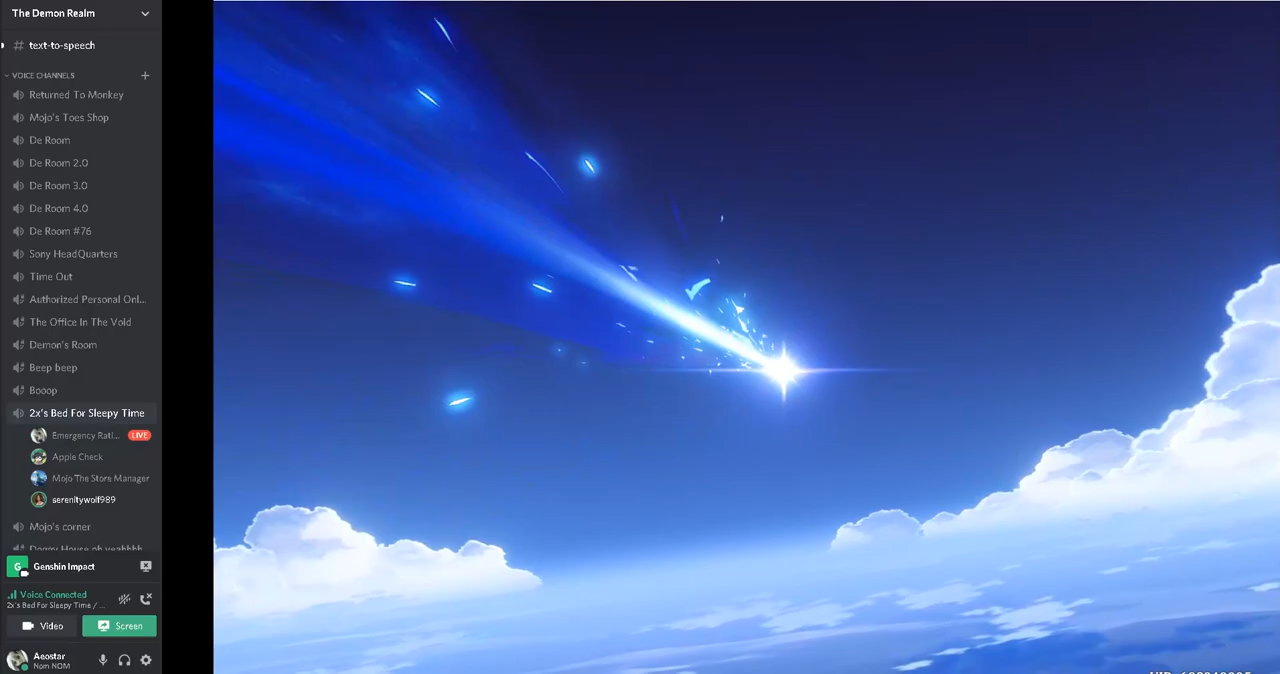 The Demon Realm
# text-to-speech
VOICE CHANNELS
Returned To Monkey
Mojo's Toes Shop
De Room
De Room 2.0
De Room 3.0
De Room 4.0
De Room #76
Sony HeadQuarters
Time Out
Authorized Personal Onl...
The Office In The Void
Demon's Room
Beep beep
Booop
2x's Bed For Sleepy Time
Emergency Rati... LIVE
Apple Check
Mojo The Store Manager
serenitywolf989
Mojo's corner
Doggy House oh yeahhhh
G Genshin Impact
Voice Connected
2x's Bed For Sleepy Time / ...
Video Screen
Aeostar
Nom NOM